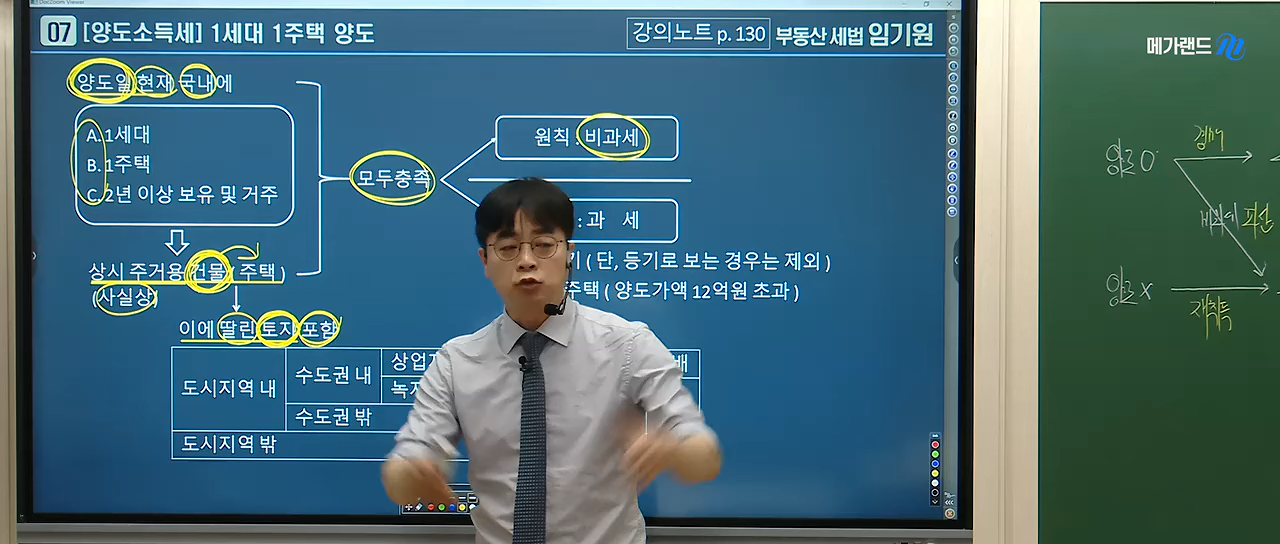 07 [양도소득세] 1세대 1주택 양도
강의노트 p. 130 부동산 세법 임기원
메가랜드
양도일 현재 국내에
A. 1세대
B. 1주택
C. 2년 이상 보유 및 거주
모두충족
원칙 : 비과세
: 과 세
상시 주거용 건물 ( 주택 )
(사실상)
기 ( 단, 등기로 보는 경우는 제외 )
주택 ( 양도가액 12억원 초과 )
이에 딸린 토지 포함
도시지역 내
수도권 내
수도권 밖
도시지역 밖
배
양도 O
양도 X